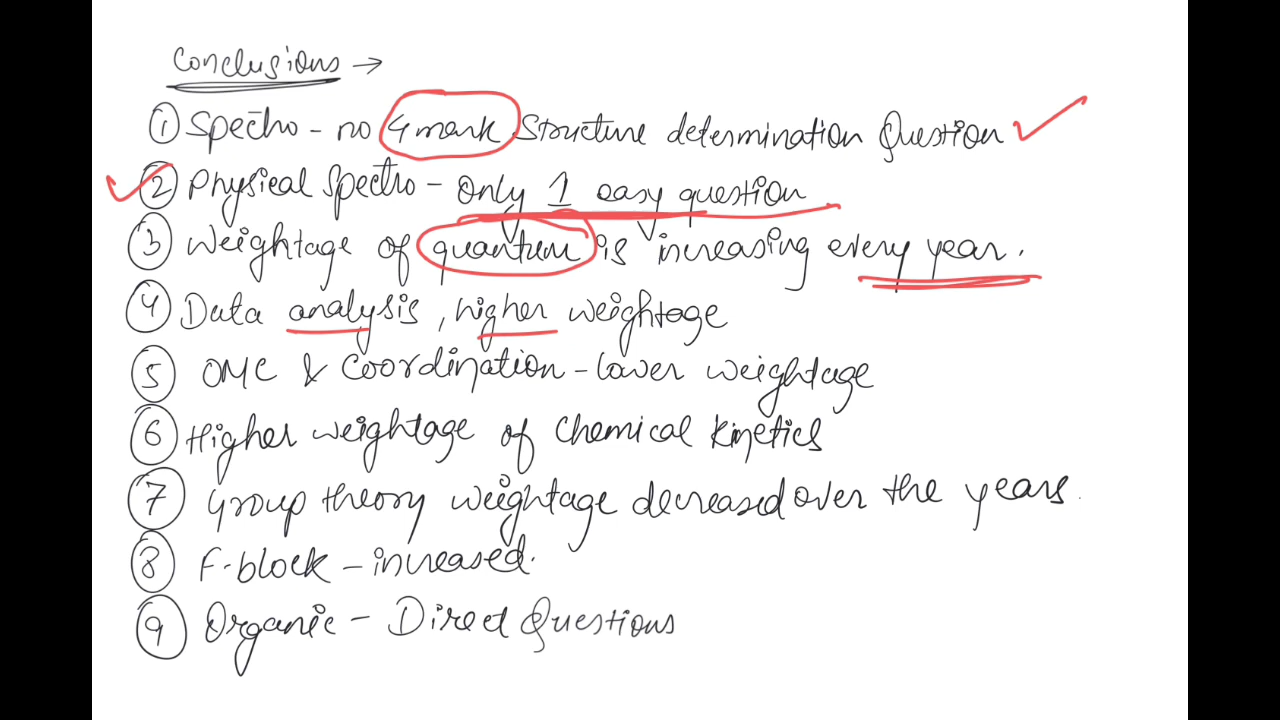 Conclusions →
① Spectro - no 4 mark Structure determination Question
② Physical Spectro - Only 1 easy question
③ Weightage of quantum is increasing every year.
④ Data analysis, higher weightage
⑤ OMC & Coordination - lower weightage
⑥ Higher weightage of Chemical Kinetics
⑦ Group theory weightage decreased over the years.
⑧ F-block - increased.
⑨ Organic - Direct Questions